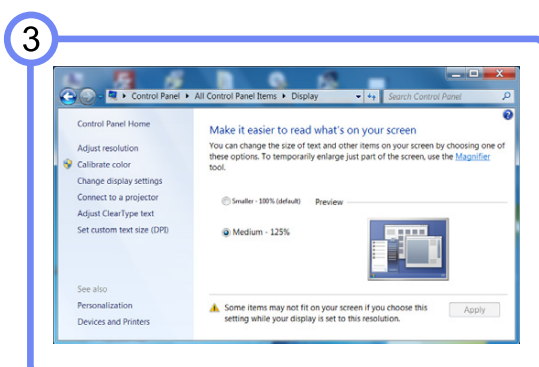 3
Control Panel ▸ All Control Panel Items ▸ Display
Search Control Panel
Control Panel Home
Adjust resolution
Calibrate color
Change display settings
Connect to a projector
Adjust ClearType text
Set custom text size (DPI)
See also
Personalization
Devices and Printers
Make it easier to read what's on your screen
You can change the size of text and other items on your screen by choosing one of
these options. To temporarily enlarge just part of the screen, use the Magnifier
tool.
Smaller - 100% (default) Preview
Medium - 125%
Some items may not fit on your screen if you choose this
setting while your display is set to this resolution.
Apply